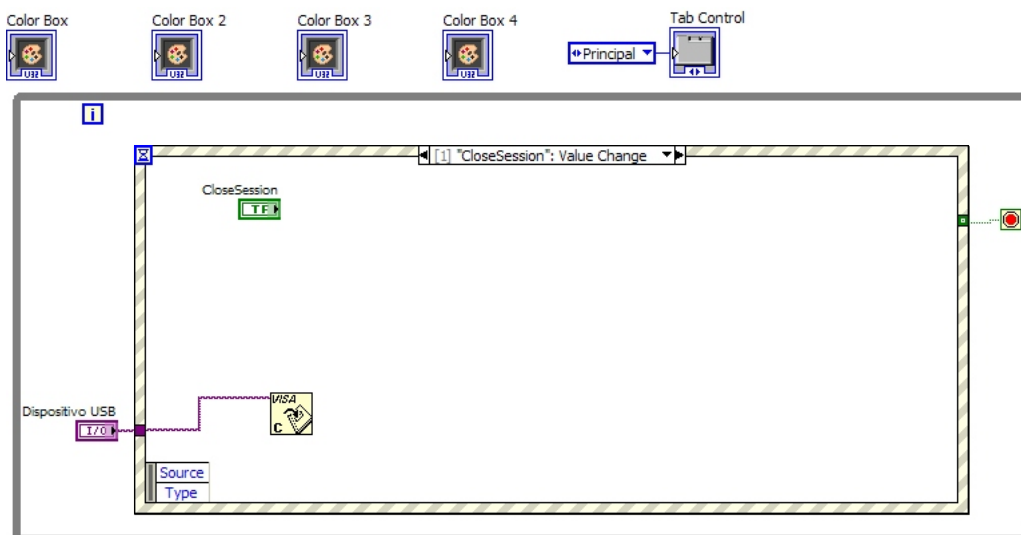 Color Box
Color Box 2
Color Box 3
Color Box 4
Tab Control
U32
U32
U32
U32
Principal
i
[1] "CloseSession": Value Change
CloseSession
TF
Dispositivo USB
I/O
VISA
C
Source
Type